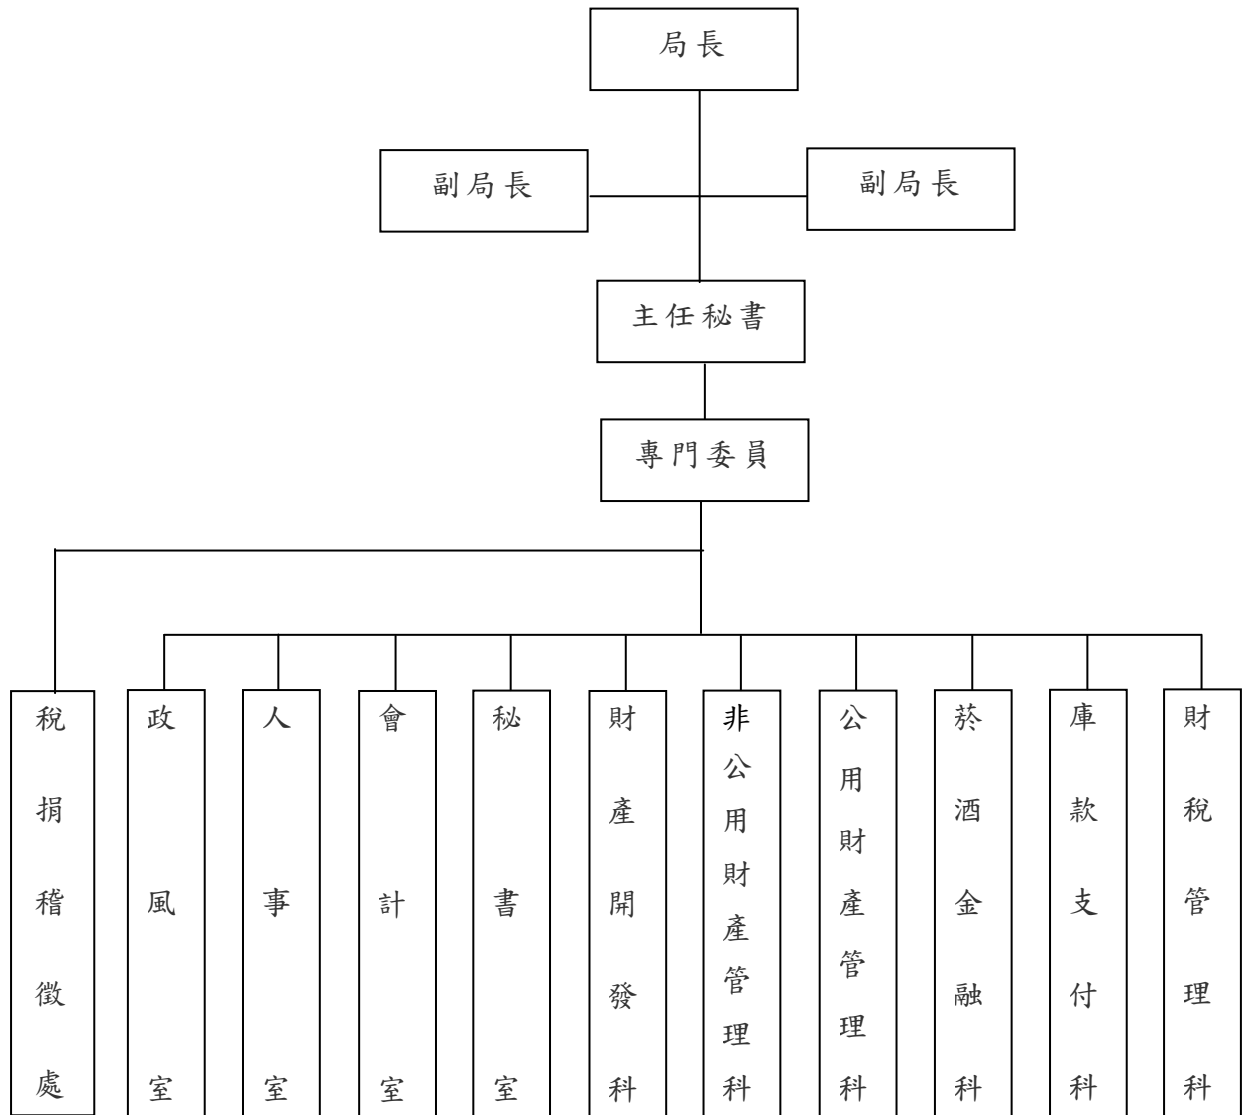 局長
副局長
副局長
主任秘書
專門委員
稅捐稽徵處
政風室
人事室
會計室
秘書室
財產開發科
非公用財產管理科
公用財產管理科
菸酒金融科
庫款支付科
財稅管理科